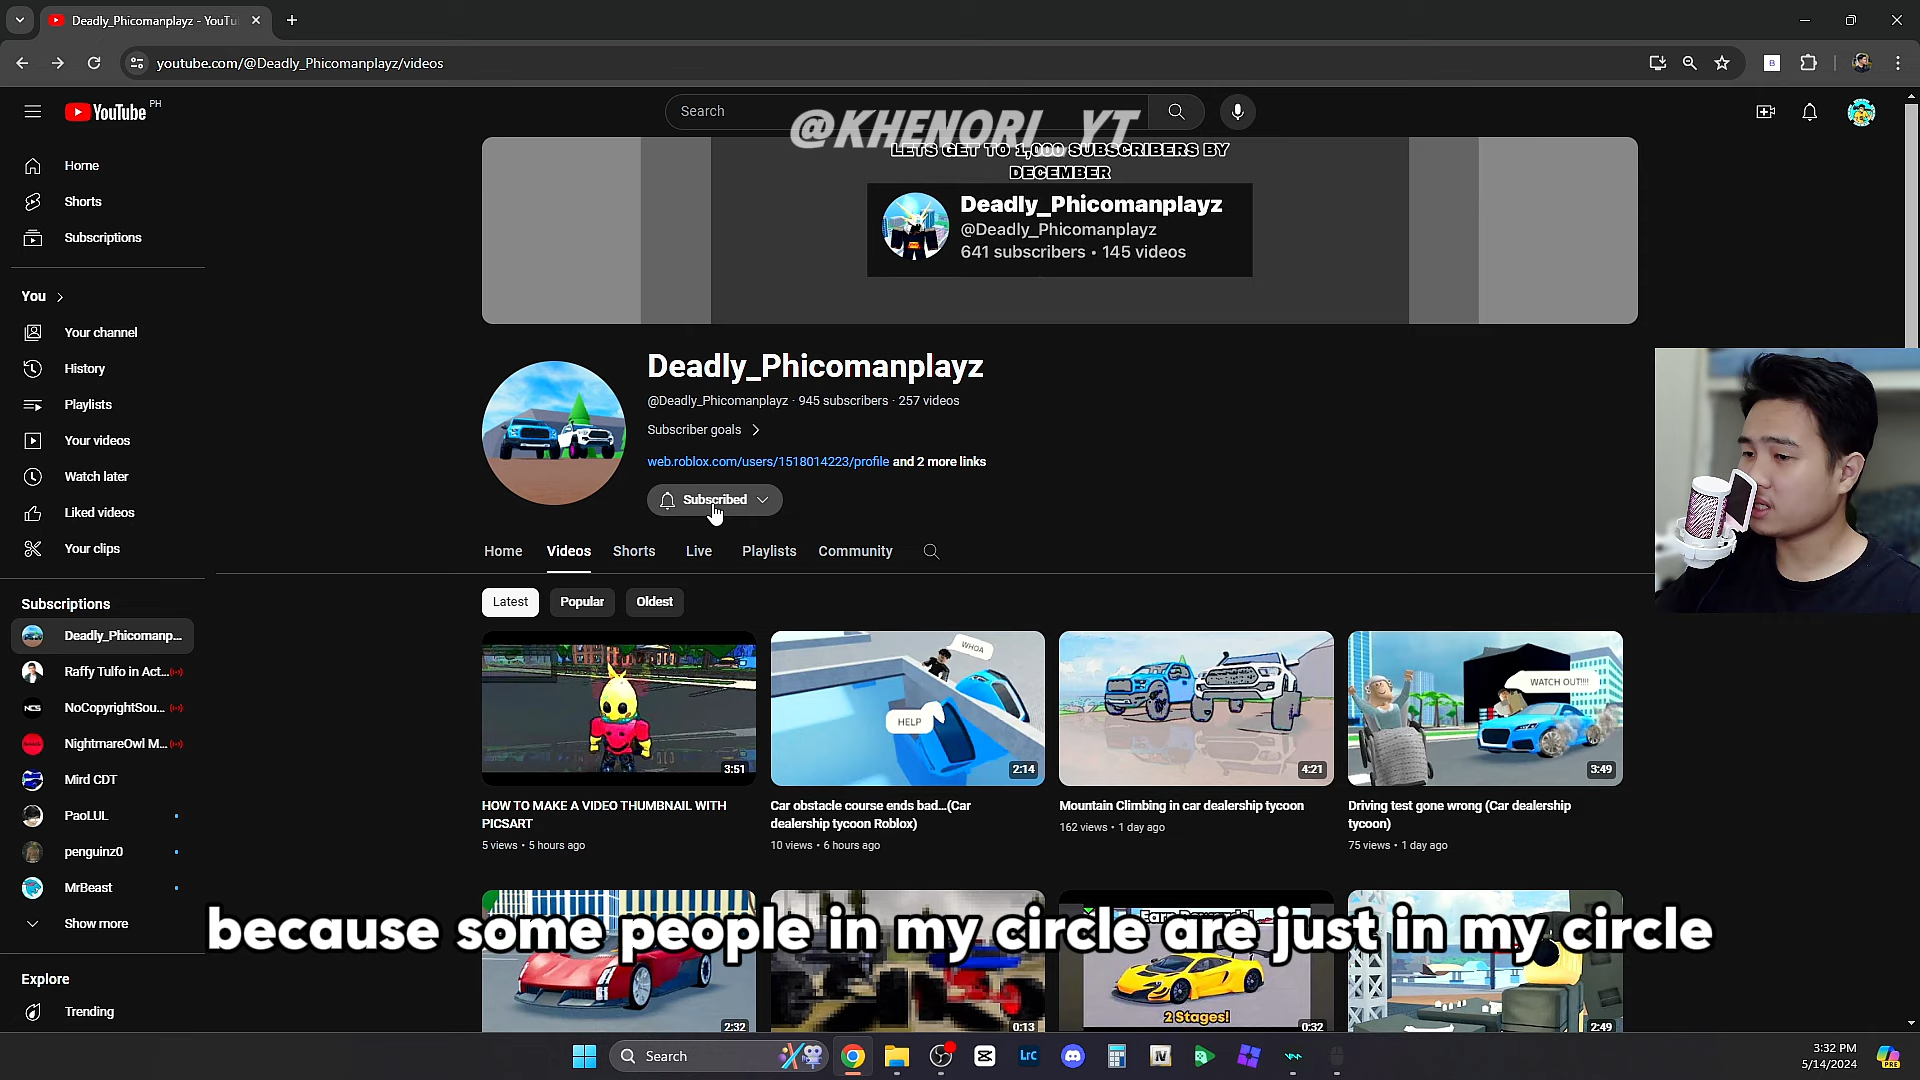 Deadly_Phicomanplayz - YouTu
youtube.com/@Deadly_Phicomanplayz/videos
B
YouTube PH
Search
@KHENORI_YT
Home
Shorts
Subscriptions
You
Your channel
History
Playlists
Your videos
Watch later
Liked videos
Your clips
Subscriptions
Deadly_Phicomanp...
Raffy Tulfo in Act...
NCS
NoCopyrightSou...
NightmareOwl M...
Mird CDT
PaoLUL
penguinz0
MrBeast
Show more
Explore
Trending
LETS GET TO 1,000 SUBSCRIBERS BY
DECEMBER
Deadly_Phicomanplayz
@Deadly_Phicomanplayz
641 subscribers • 145 videos
Deadly_Phicomanplayz
@Deadly_Phicomanplayz · 945 subscribers · 257 videos
Subscriber goals
web.roblox.com/users/1518014223/profile and 2 more links
Subscribed
Home Videos Shorts Live Playlists Community
Latest Popular Oldest
3:51
WHOA
HELP
2:14
4:21
WATCH OUT!!!!
3:49
HOW TO MAKE A VIDEO THUMBNAIL WITH
PICSART
5 views • 5 hours ago
Car obstacle course ends bad...(Car
dealership tycoon Roblox)
10 views • 6 hours ago
Mountain Climbing in car dealership tycoon
162 views • 1 day ago
Driving test gone wrong (Car dealership
tycoon)
75 views • 1 day ago
because some people in my circle are just in my circle
Earn Rewards!
2 Stages!
2:32
0:13
0:32
2:49
Search
LrC
3:32 PM
5/14/2024
PRE